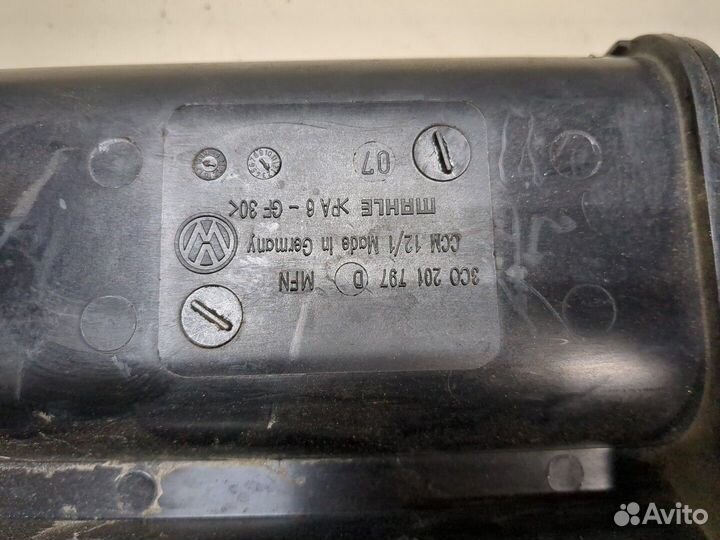 3C0 201 797 D MFN
CCM 12/1 Made In Germany
MAHLE >PA 6 - GF 30<
07
Avito